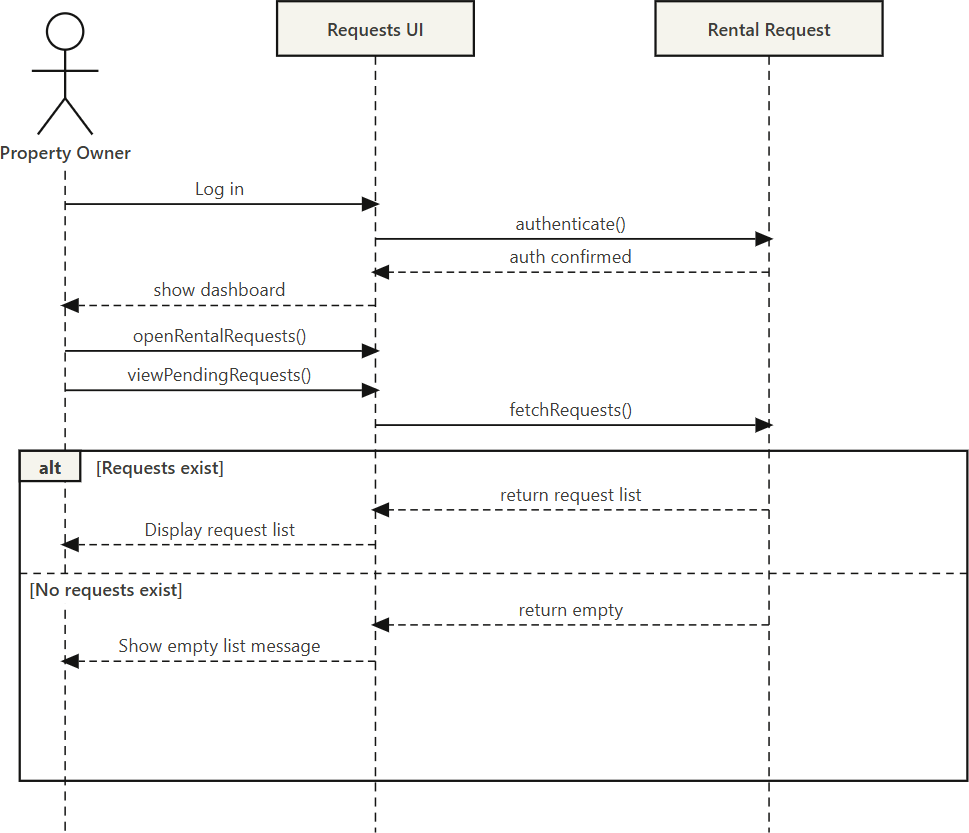 Requests UI
Rental Request
Property Owner
Log in
authenticate()
auth confirmed
show dashboard
openRentalRequests()
viewPendingRequests()
fetchRequests()
alt
[Requests exist]
return request list
Display request list
[No requests exist]
return empty
Show empty list message